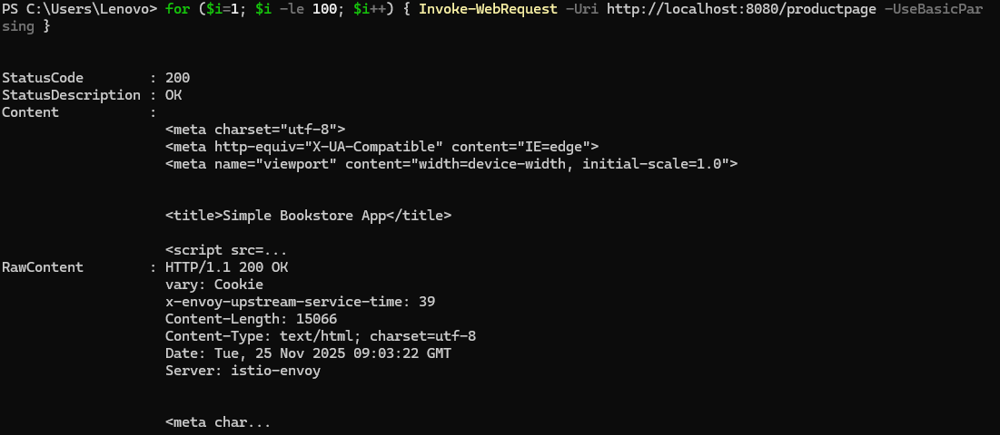 PS C:\Users\Lenovo> for ($i=1; $i -le 100; $i++) { Invoke-WebRequest -Uri http://localhost:8080/productpage -UseBasicPar
sing }
StatusCode        : 200
StatusDescription : OK
Content           :
                    <meta charset="utf-8">
                    <meta http-equiv="X-UA-Compatible" content="IE=edge">
                    <meta name="viewport" content="width=device-width, initial-scale=1.0">
                    <title>Simple Bookstore App</title>
                    <script src=...
RawContent        : HTTP/1.1 200 OK
                    vary: Cookie
                    x-envoy-upstream-service-time: 39
                    Content-Length: 15066
                    Content-Type: text/html; charset=utf-8
                    Date: Tue, 25 Nov 2025 09:03:22 GMT
                    Server: istio-envoy
                    <meta char...